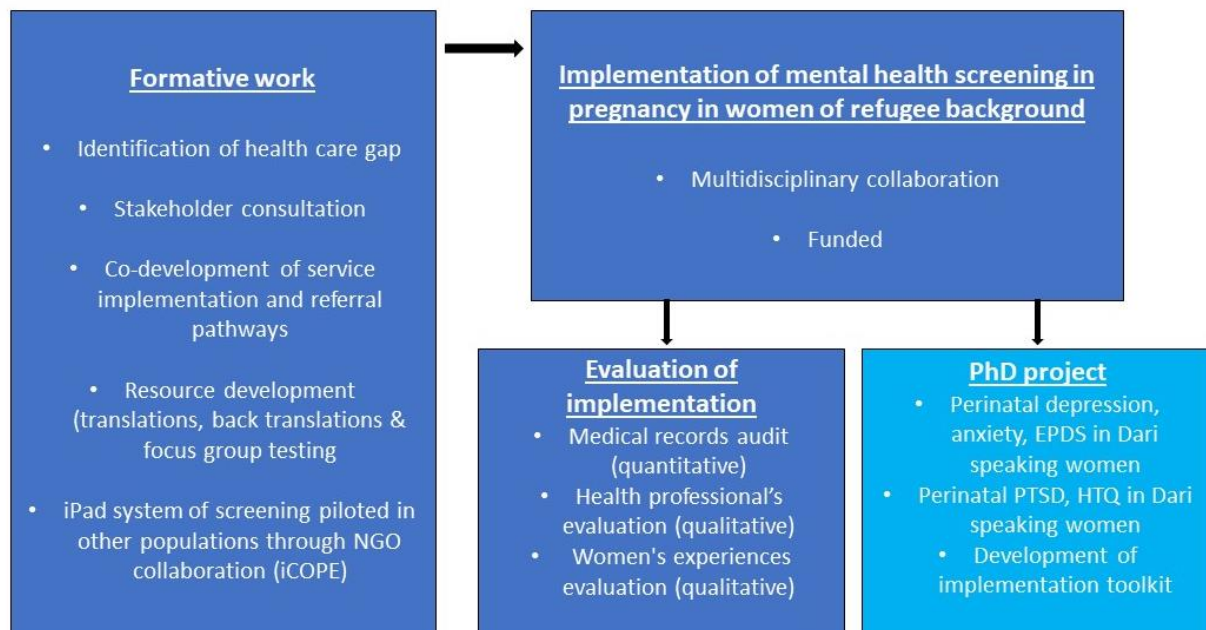 Formative work
• Identification of health care gap
• Stakeholder consultation
• Co-development of service
implementation and referral
pathways
• Resource development
(translations, back translations &
focus group testing
• iPad system of screening piloted in
other populations through NGO
collaboration (iCOPE)
Implementation of mental health screening in
pregnancy in women of refugee background
• Multidisciplinary collaboration
• Funded
Evaluation of
implementation
• Medical records audit
(quantitative)
• Health professional’s
evaluation (qualitative)
• Women's experiences
evaluation (qualitative)
PhD project
• Perinatal depression,
anxiety, EPDS in Dari
speaking women
• Perinatal PTSD, HTQ in Dari
speaking women
• Development of
implementation toolkit